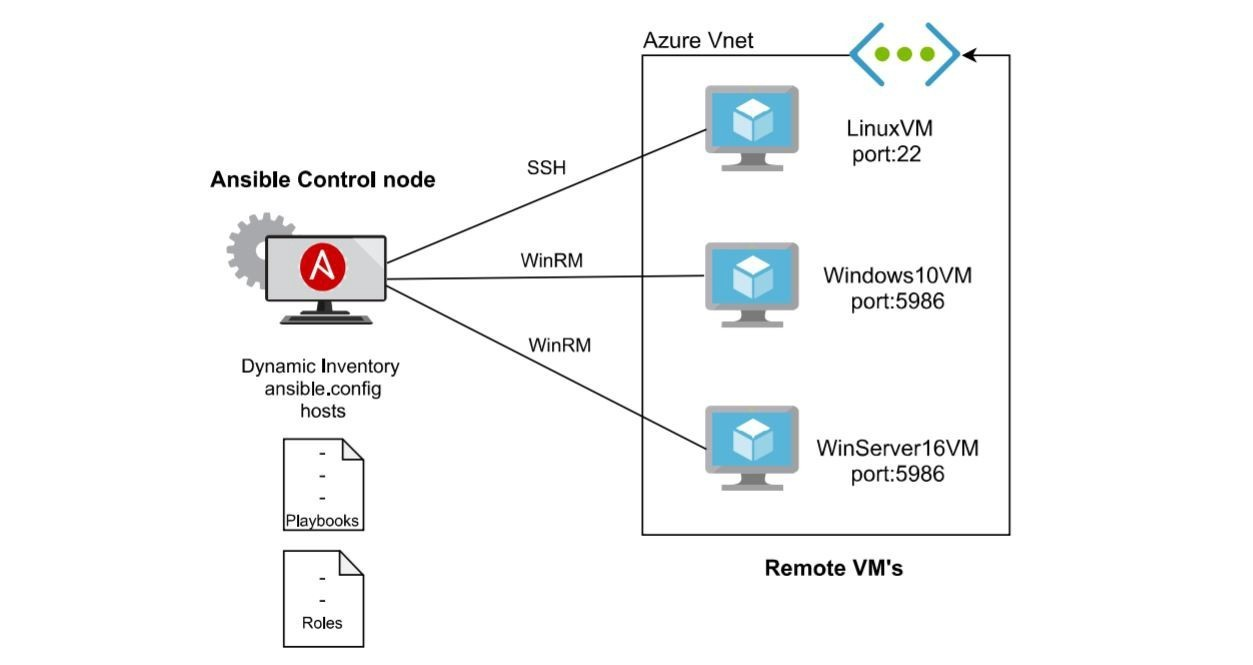 Azure Vnet
LinuxVM
port:22
SSH
Ansible Control node
WinRM
Windows10VM
port:5986
WinRM
Dynamic Inventory
ansible.config
hosts
WinServer16VM
port:5986
-
-
-
Playbooks
Remote VM's
-
-
Roles